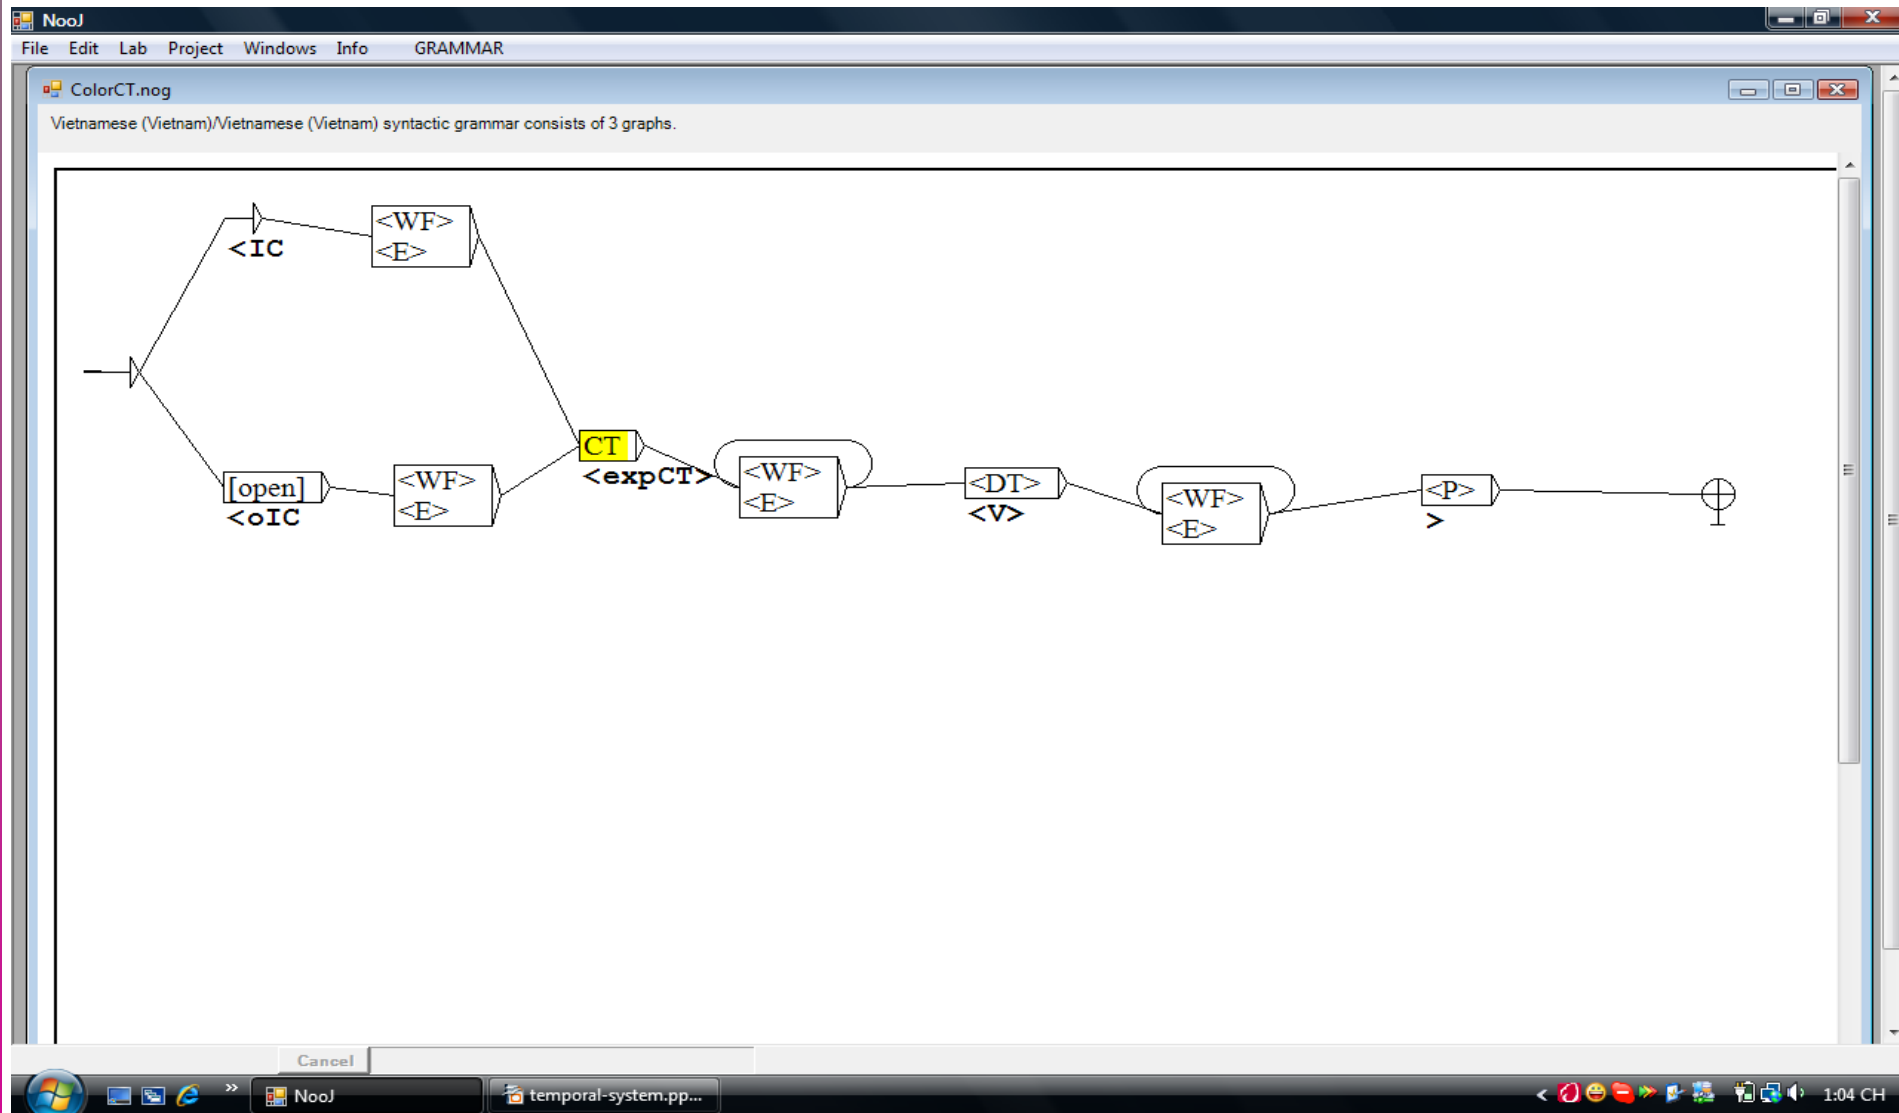 NooJ
File Edit Lab Project Windows Info GRAMMAR
ColorCT.nog
Vietnamese (Vietnam)/Vietnamese (Vietnam) syntactic grammar consists of 3 graphs.
<WF>
<E>
<IC
[open]
<oIC
<WF>
<E>
CT
<expCT>
<WF>
<E>
<DT>
<V>
<WF>
<E>
<P>
>
Cancel
NooJ
temporal-system.pp...
1:04 CH